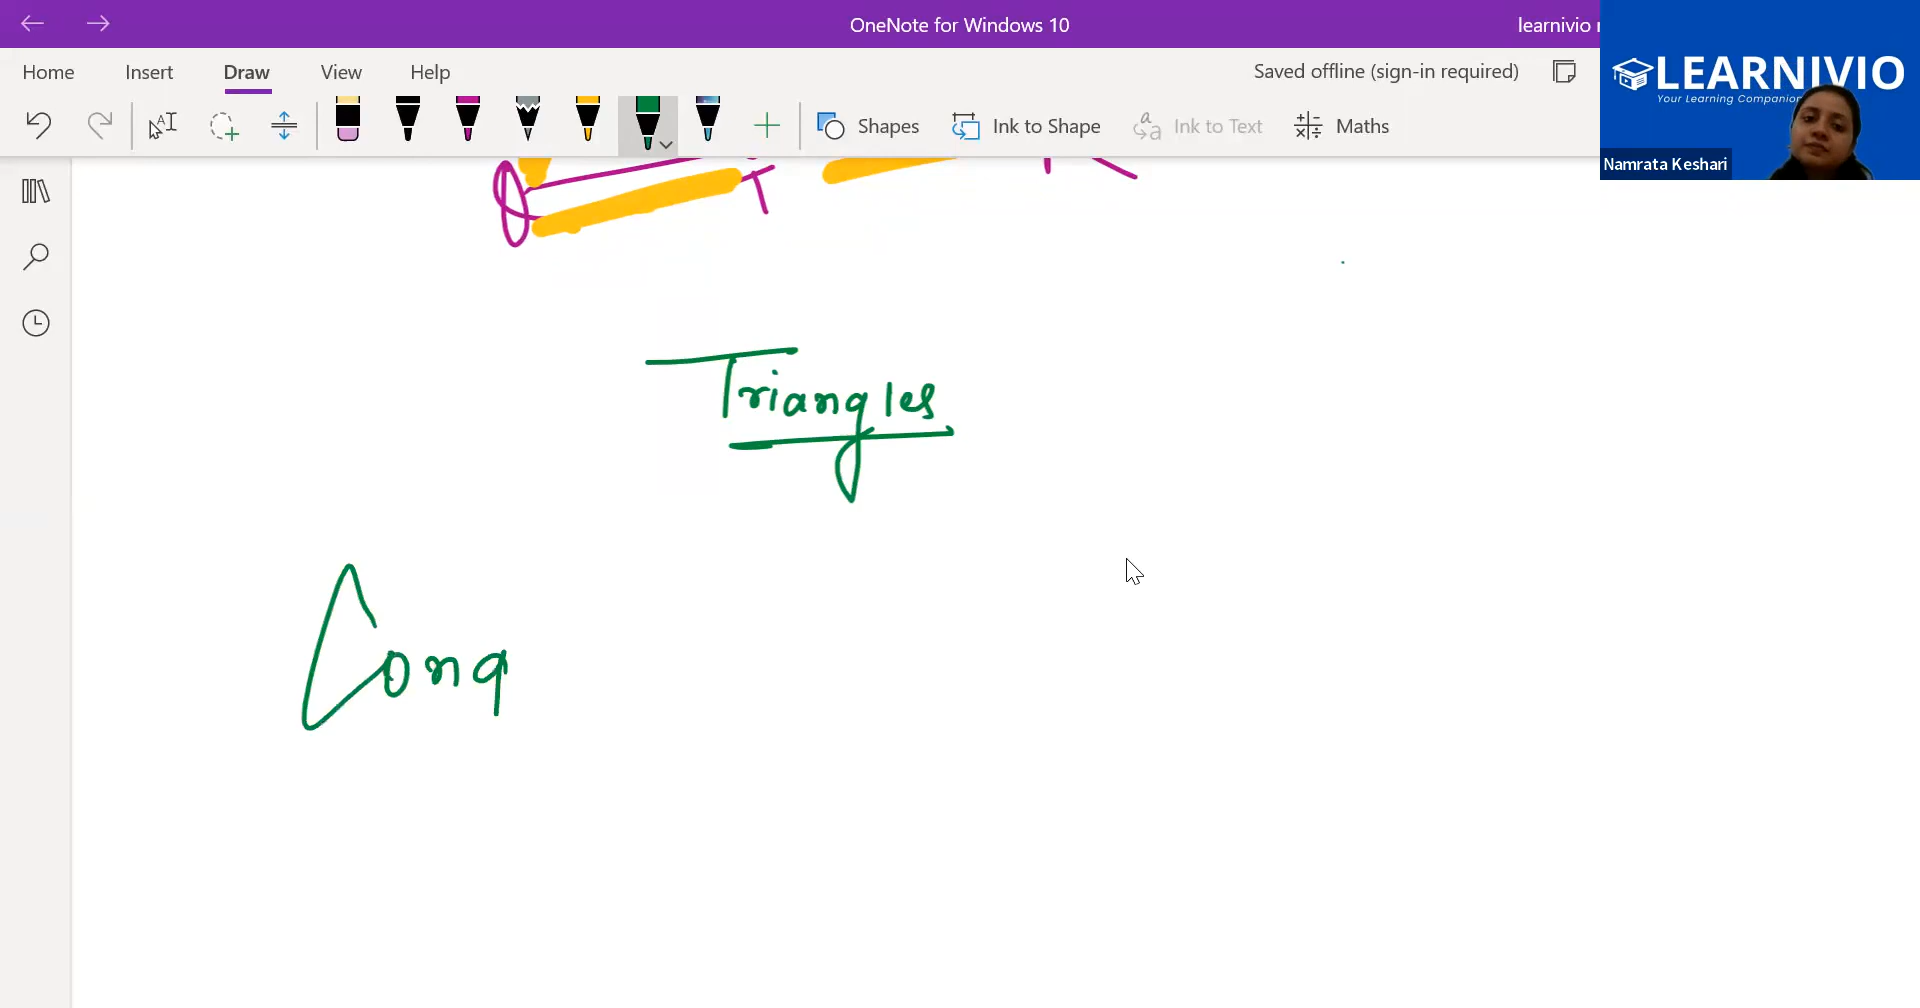 OneNote for Windows 10
learnivio
Home Insert Draw View Help
Saved offline (sign-in required)
Shapes Ink to Shape Ink to Text Maths
LEARNIVIO
Your Learning Companion
Namrata Keshari
Triangles
Cong